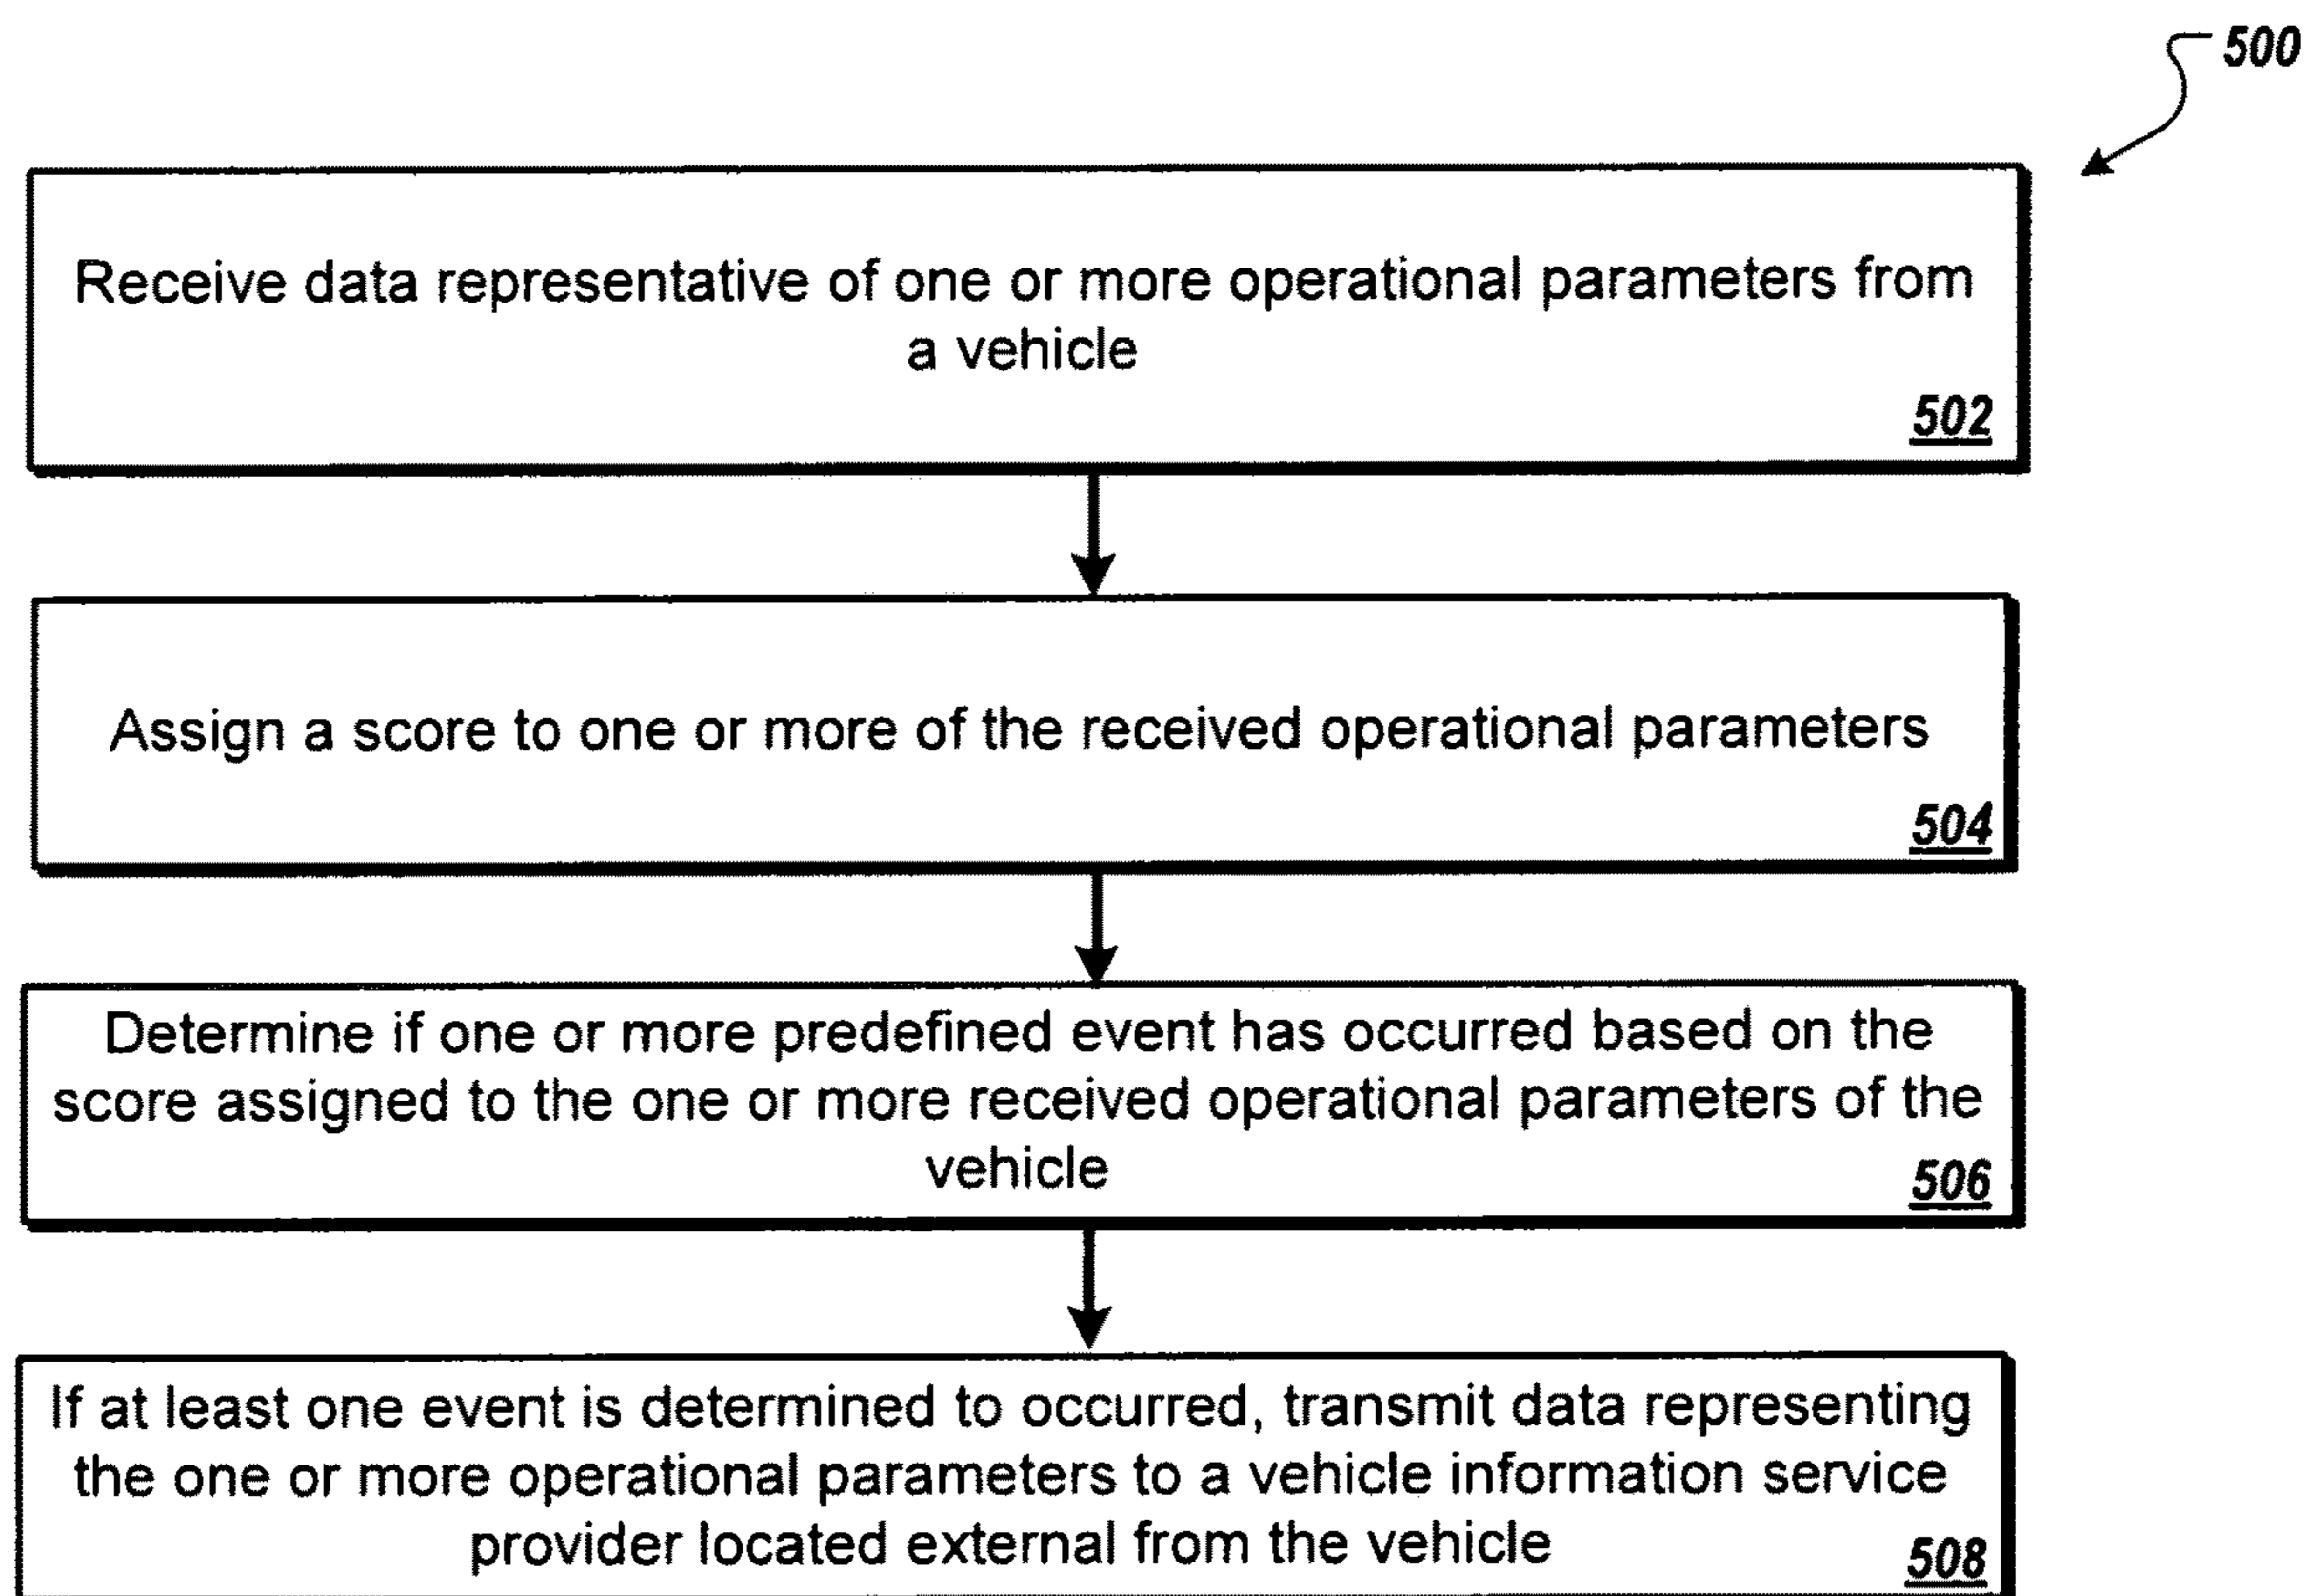 500
Receive data representative of one or more operational parameters from
a vehicle
502
Assign a score to one or more of the received operational parameters
504
Determine if one or more predefined event has occurred based on the
score assigned to the one or more received operational parameters of the
vehicle
506
If at least one event is determined to occurred, transmit data representing
the one or more operational parameters to a vehicle information service
provider located external from the vehicle
508